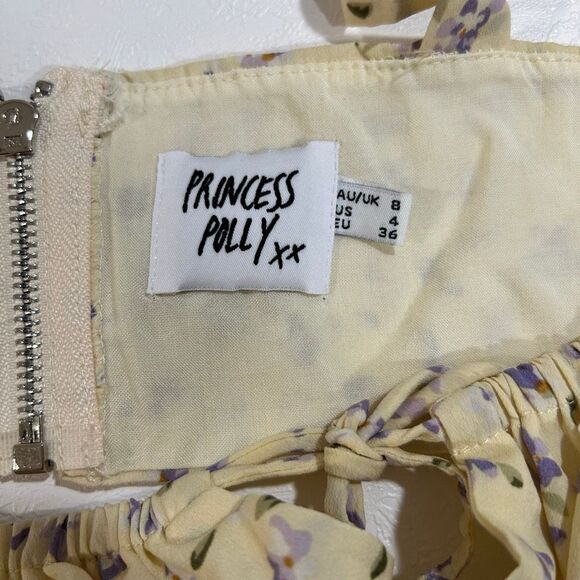 PRINCESS
POLLY xx
AU/UK 8
US 4
EU 36